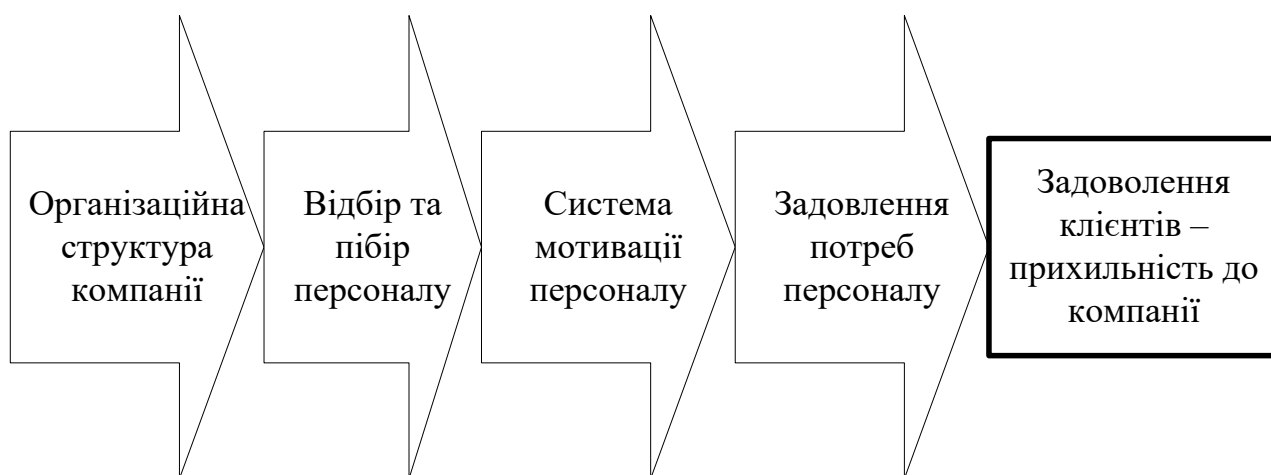 Організаційна
структура
компанії
Відбір та
пібір
персоналу
Система
мотивації
персоналу
Задовлення
потреб
персоналу
Задоволення
клієнтів –
прихильність до
компанії